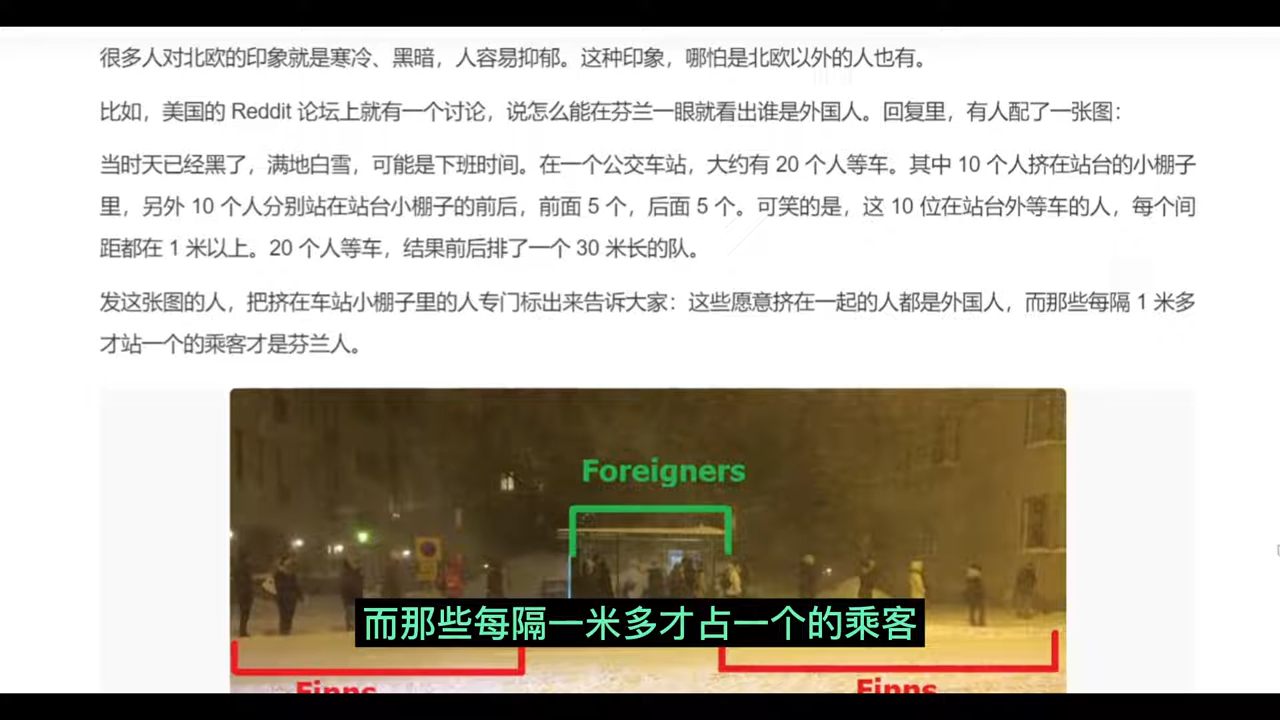 很多人对北欧的印象就是寒冷、黑暗，人容易抑郁。这种印象，哪怕是北欧以外的人也有。
比如，美国的 Reddit 论坛上就有一个讨论，说怎么能在芬兰一眼就看出谁是外国人。回复里，有人配了一张图：
当时天已经黑了，满地白雪，可能是下班时间。在一个公交车站，大约有 20 个人等车。其中 10 个人挤在站台的小棚子
里，另外 10 个人分别站在站台小棚子的前后，前面 5 个，后面 5 个。可笑的是，这 10 位在站台外等车的人，每个间
距都在 1 米以上。20 个人等车，结果前后排了一个 30 米长的队。
发这张图的人，把挤在车站小棚子里的人专门标出来告诉大家：这些愿意挤在一起的人都是外国人，而那些每隔 1 米多
才站一个的乘客才是芬兰人。
Foreigners
而那些每隔一米多才占一个的乘客
Finns
Finns